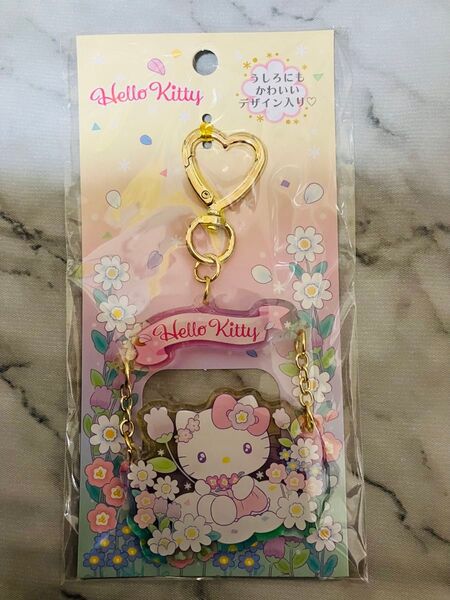 Hello Kitty
うしろにも
かわいい
デザイン入り♡
Hello Kitty